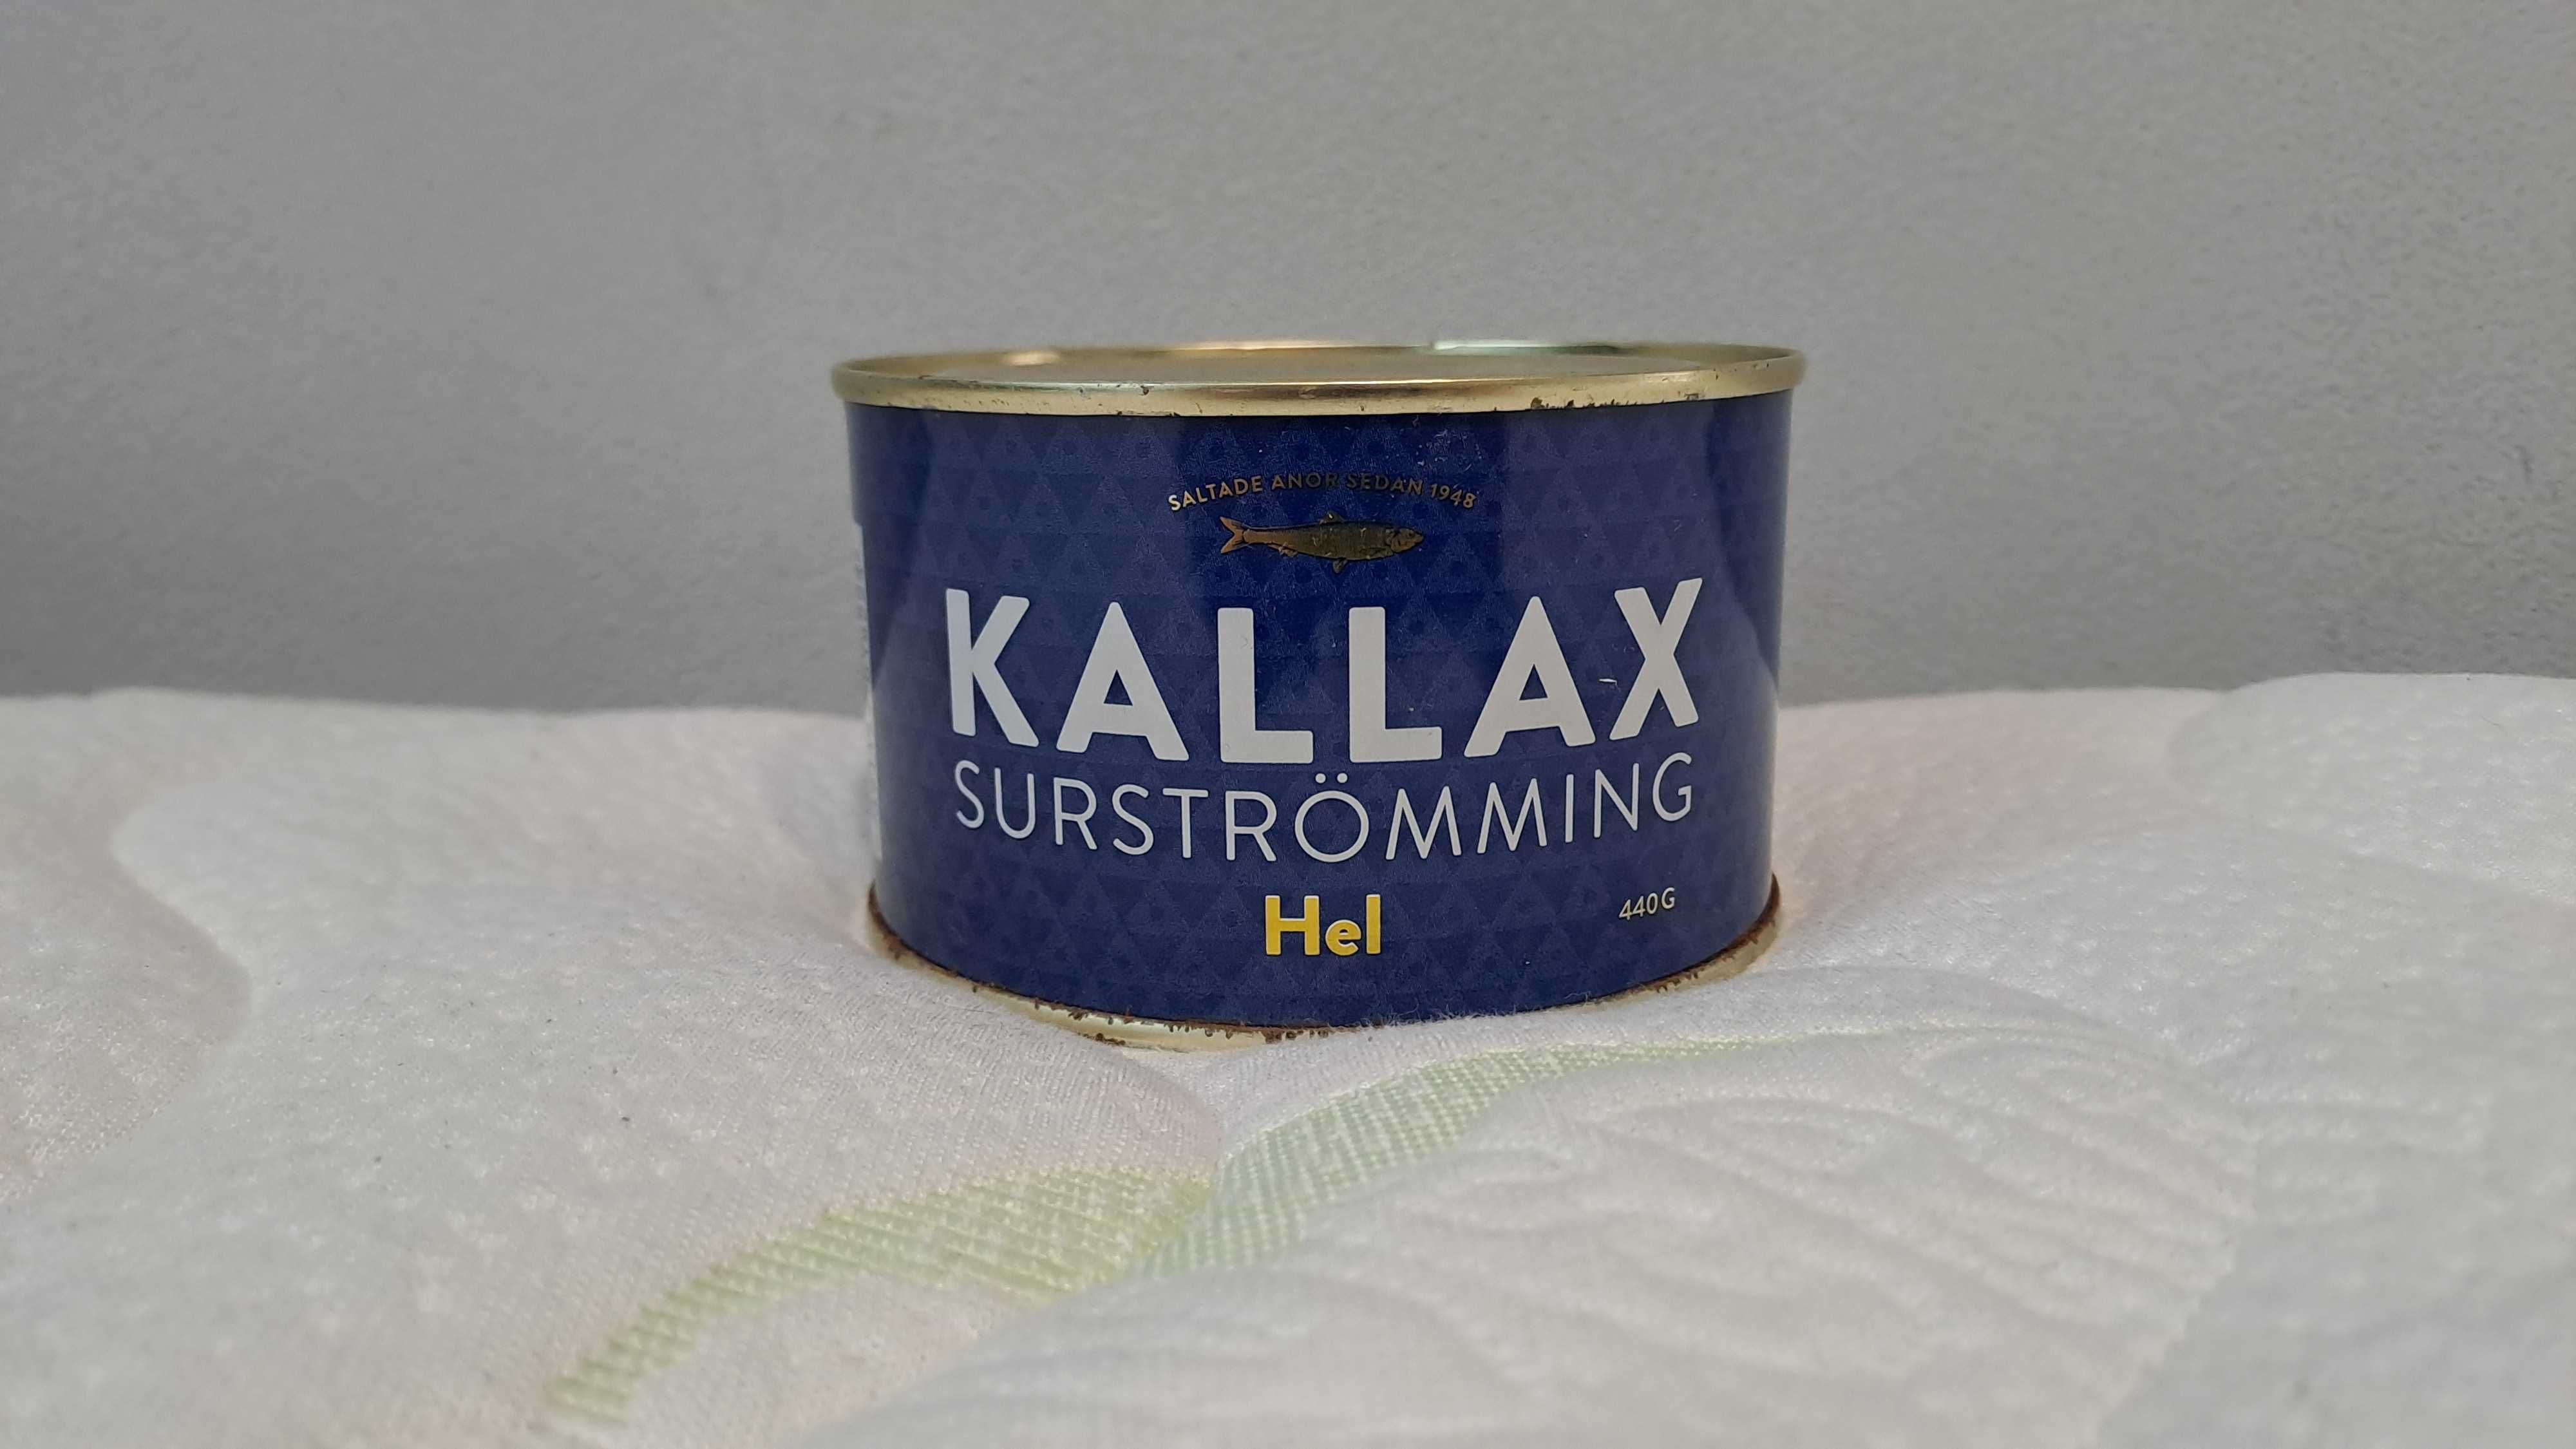 SALTADE ANOR SEDAN 1948
KALLAX
SURSTRÖMMING
Hel
440G